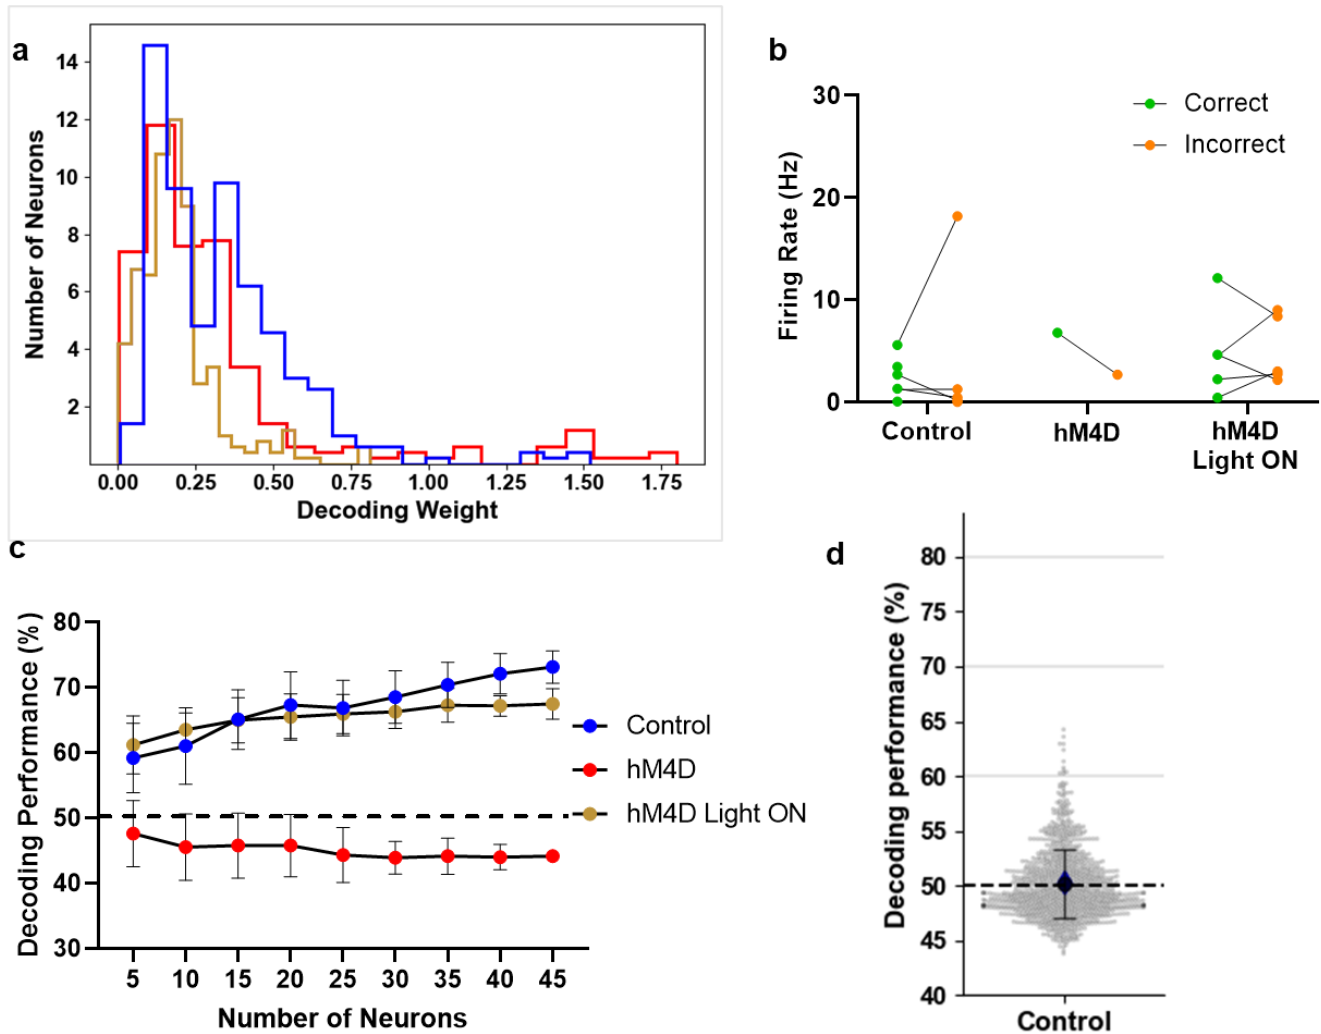 a
14
12
10
8
6
4
2
Number of Neurons
0.00 0.25 0.50 0.75 1.00 1.25 1.50 1.75
Decoding Weight
b
30
20
10
0
Firing Rate (Hz)
Correct
Incorrect
Control hM4D hM4D
Light ON
c
80
70
60
50
40
30
Decoding Performance (%)
5 10 15 20 25 30 35 40 45
Number of Neurons
Control
hM4D
hM4D Light ON
d
80
75
70
65
60
55
50
45
40
Decoding performance (%)
Control